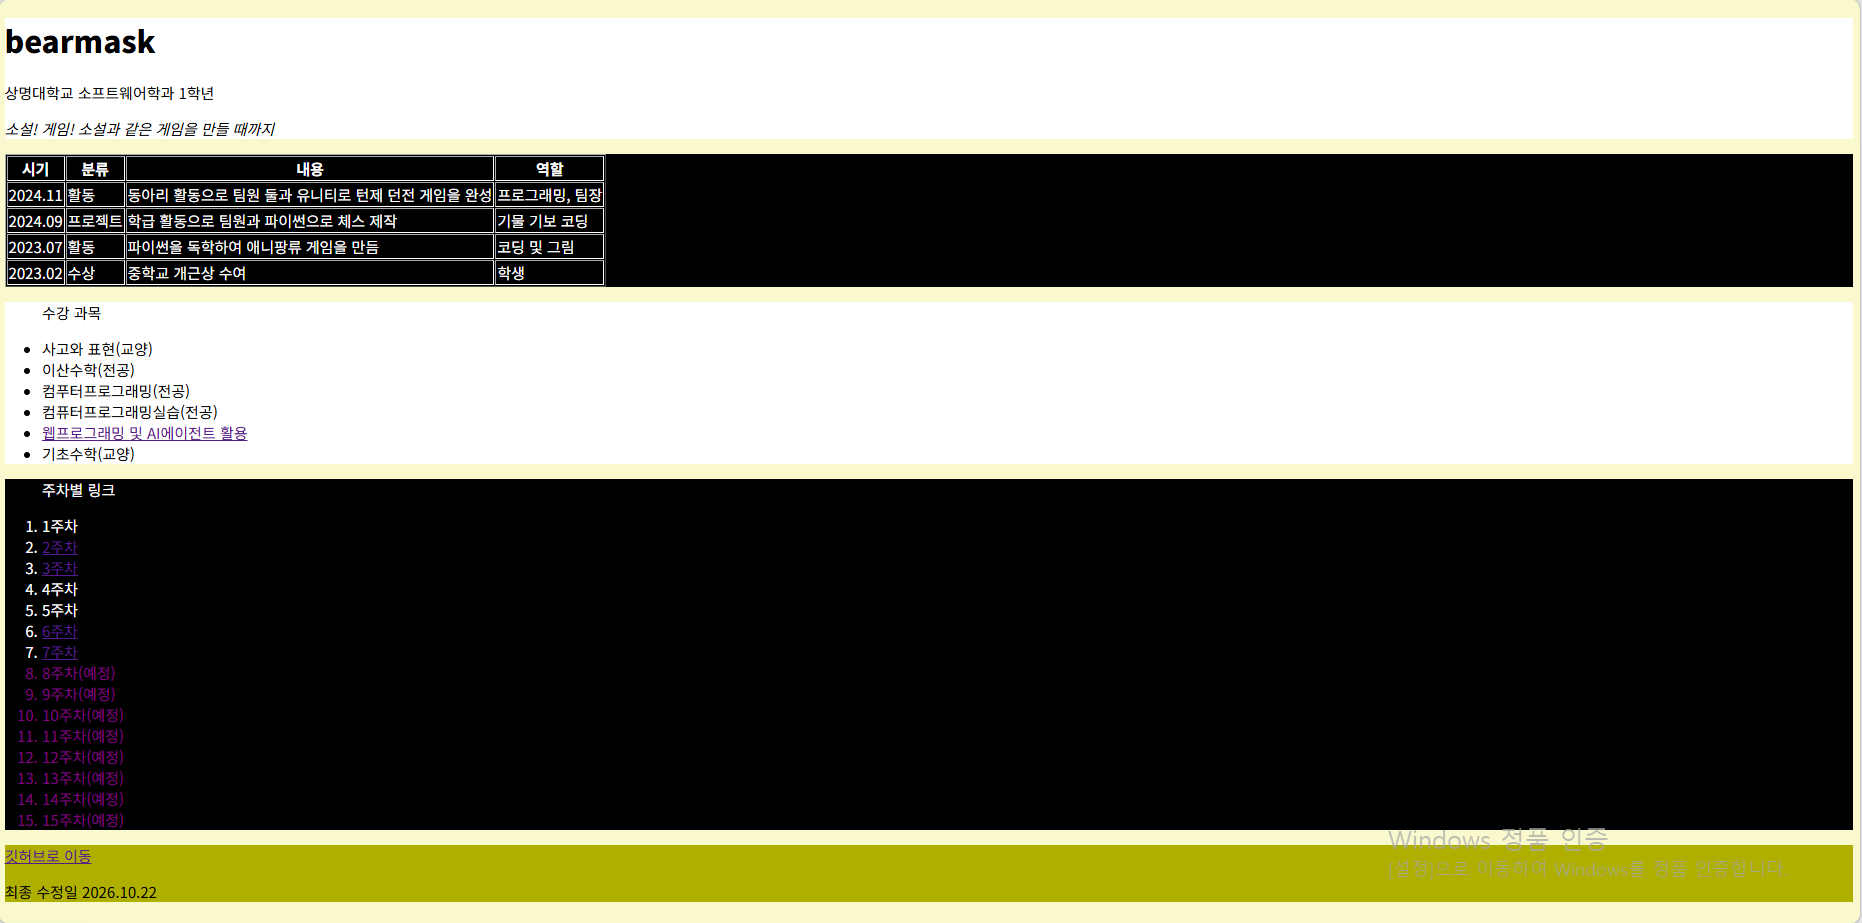 bearmask
상명대학교 소프트웨어학과 1학년
소설! 게임! 소설과 같은 게임을 만들 때까지
시기 분류 내용 역할
2024.11 활동 동아리 활동으로 팀원 둘과 유니티로 턴제 던전 게임을 완성 프로그래밍, 팀장
2024.09 프로젝트 학급 활동으로 팀원과 파이썬으로 체스 제작 기물 기보 코딩
2023.07 활동 파이썬을 독학하여 애니팡류 게임을 만듬 코딩 및 그림
2023.02 수상 중학교 개근상 수여 학생
수강 과목
• 사고와 표현(교양)
• 이산수학(전공)
• 컴푸터프로그래밍(전공)
• 컴퓨터프로그래밍실습(전공)
• 웹프로그래밍 및 AI에이전트 활용
• 기초수학(교양)
주차별 링크
1. 1주차
2. 2주차
3. 3주차
4. 4주차
5. 5주차
6. 6주차
7. 7주차
8. 8주차(예정)
9. 9주차(예정)
10. 10주차(예정)
11. 11주차(예정)
12. 12주차(예정)
13. 13주차(예정)
14. 14주차(예정)
15. 15주차(예정)
깃허브로 이동
최종 수정일 2026.10.22
Windows 정품 인증
[설정]으로 이동하여 Windows를 정품 인증합니다.